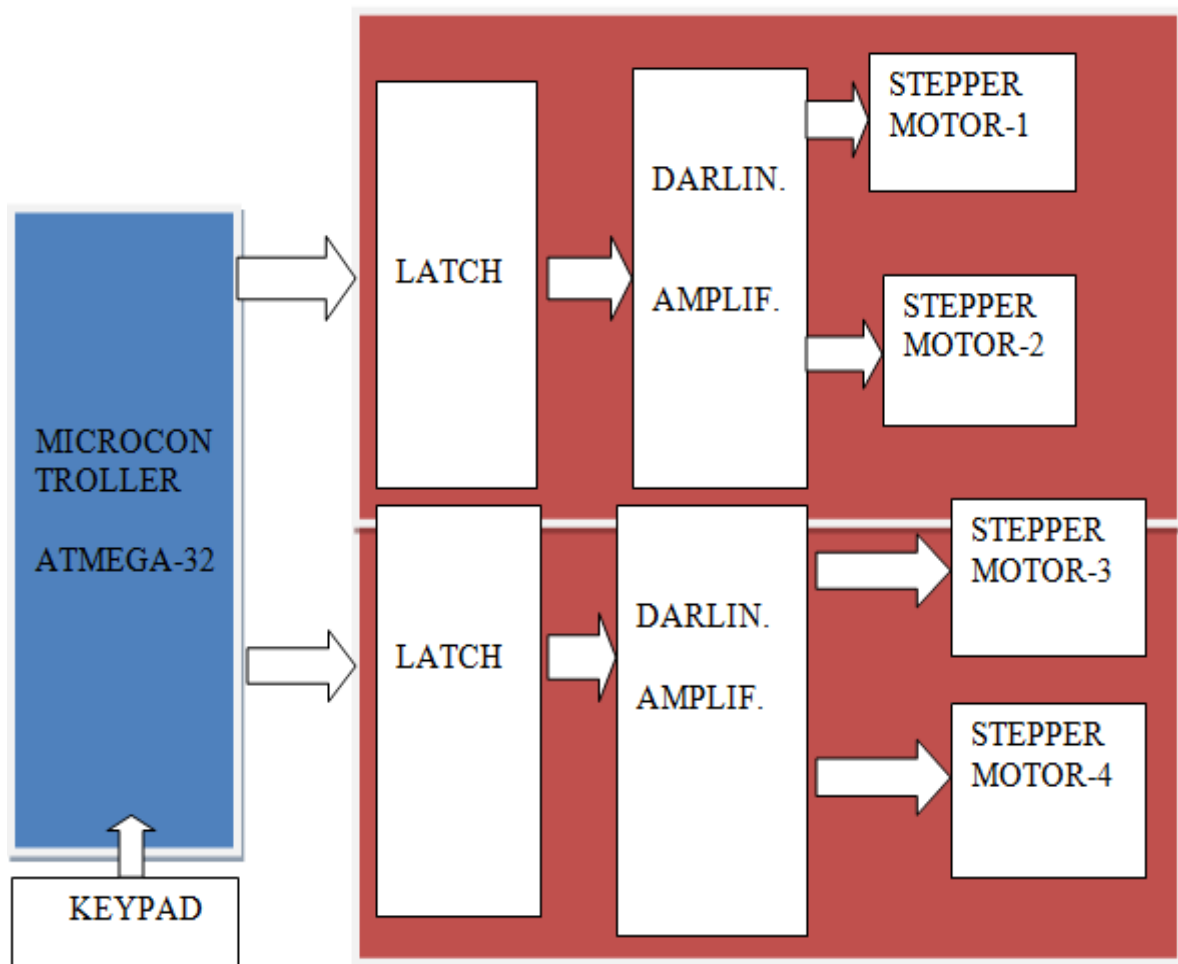 MICROCON
TROLLER
ATMEGA-32
KEYPAD
LATCH
DARLIN.
AMPLIF.
STEPPER
MOTOR-1
STEPPER
MOTOR-2
LATCH
DARLIN.
AMPLIF.
STEPPER
MOTOR-3
STEPPER
MOTOR-4